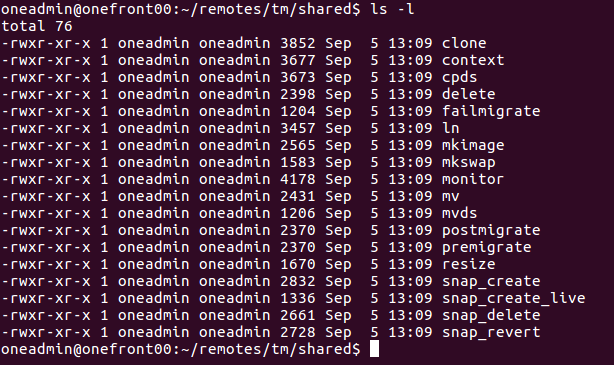 oneadmin@onefront00:~/remotes/tm/shared$ ls -l
total 76
-rwxr-xr-x 1 oneadmin oneadmin 3852 Sep  5 13:09 clone
-rwxr-xr-x 1 oneadmin oneadmin 3677 Sep  5 13:09 context
-rwxr-xr-x 1 oneadmin oneadmin 3673 Sep  5 13:09 cpds
-rwxr-xr-x 1 oneadmin oneadmin 2398 Sep  5 13:09 delete
-rwxr-xr-x 1 oneadmin oneadmin 1204 Sep  5 13:09 failmigrate
-rwxr-xr-x 1 oneadmin oneadmin 3457 Sep  5 13:09 ln
-rwxr-xr-x 1 oneadmin oneadmin 2565 Sep  5 13:09 mkimage
-rwxr-xr-x 1 oneadmin oneadmin 1583 Sep  5 13:09 mkswap
-rwxr-xr-x 1 oneadmin oneadmin 4178 Sep  5 13:09 monitor
-rwxr-xr-x 1 oneadmin oneadmin 2431 Sep  5 13:09 mv
-rwxr-xr-x 1 oneadmin oneadmin 1206 Sep  5 13:09 mvds
-rwxr-xr-x 1 oneadmin oneadmin 2370 Sep  5 13:09 postmigrate
-rwxr-xr-x 1 oneadmin oneadmin 2370 Sep  5 13:09 premigrate
-rwxr-xr-x 1 oneadmin oneadmin 1670 Sep  5 13:09 resize
-rwxr-xr-x 1 oneadmin oneadmin 2832 Sep  5 13:09 snap_create
-rwxr-xr-x 1 oneadmin oneadmin 1336 Sep  5 13:09 snap_create_live
-rwxr-xr-x 1 oneadmin oneadmin 2661 Sep  5 13:09 snap_delete
-rwxr-xr-x 1 oneadmin oneadmin 2728 Sep  5 13:09 snap_revert
oneadmin@onefront00:~/remotes/tm/shared$